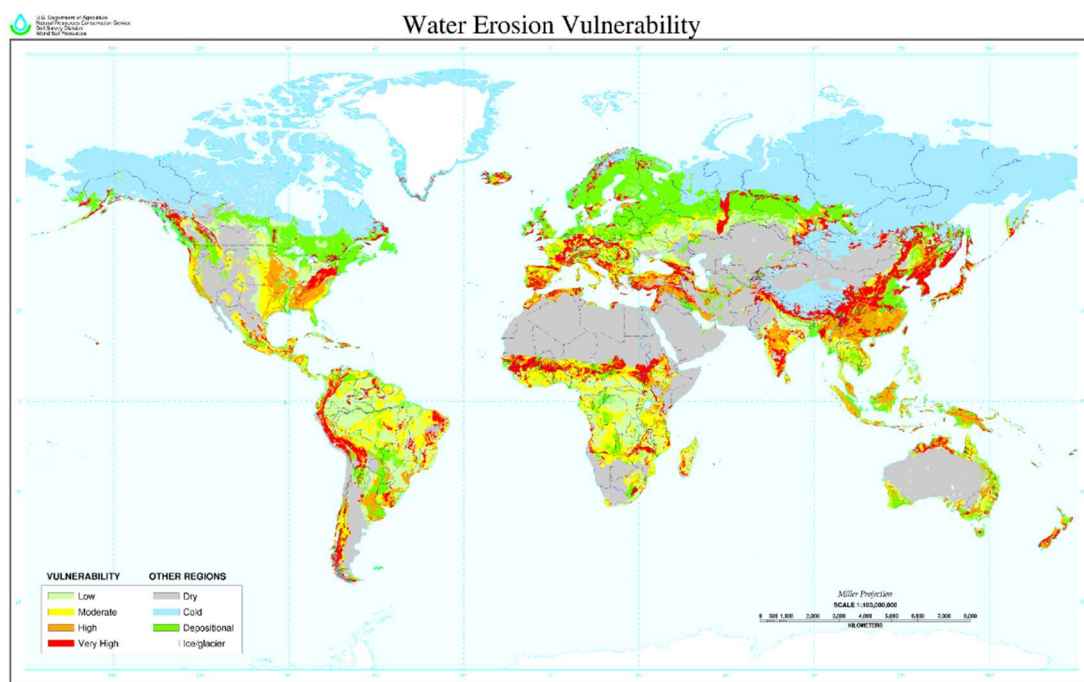 U.S. Department of Agriculture
Natural Resources Conservation Service
Soil Survey Division
World Soil Resources
Water Erosion Vulnerability
VULNERABILITY
OTHER REGIONS
Low
Dry
Moderate
Cold
High
Depositional
Very High
Ice/glacier
Miller Projection
SCALE 1:100,000,000
KILOMETERS